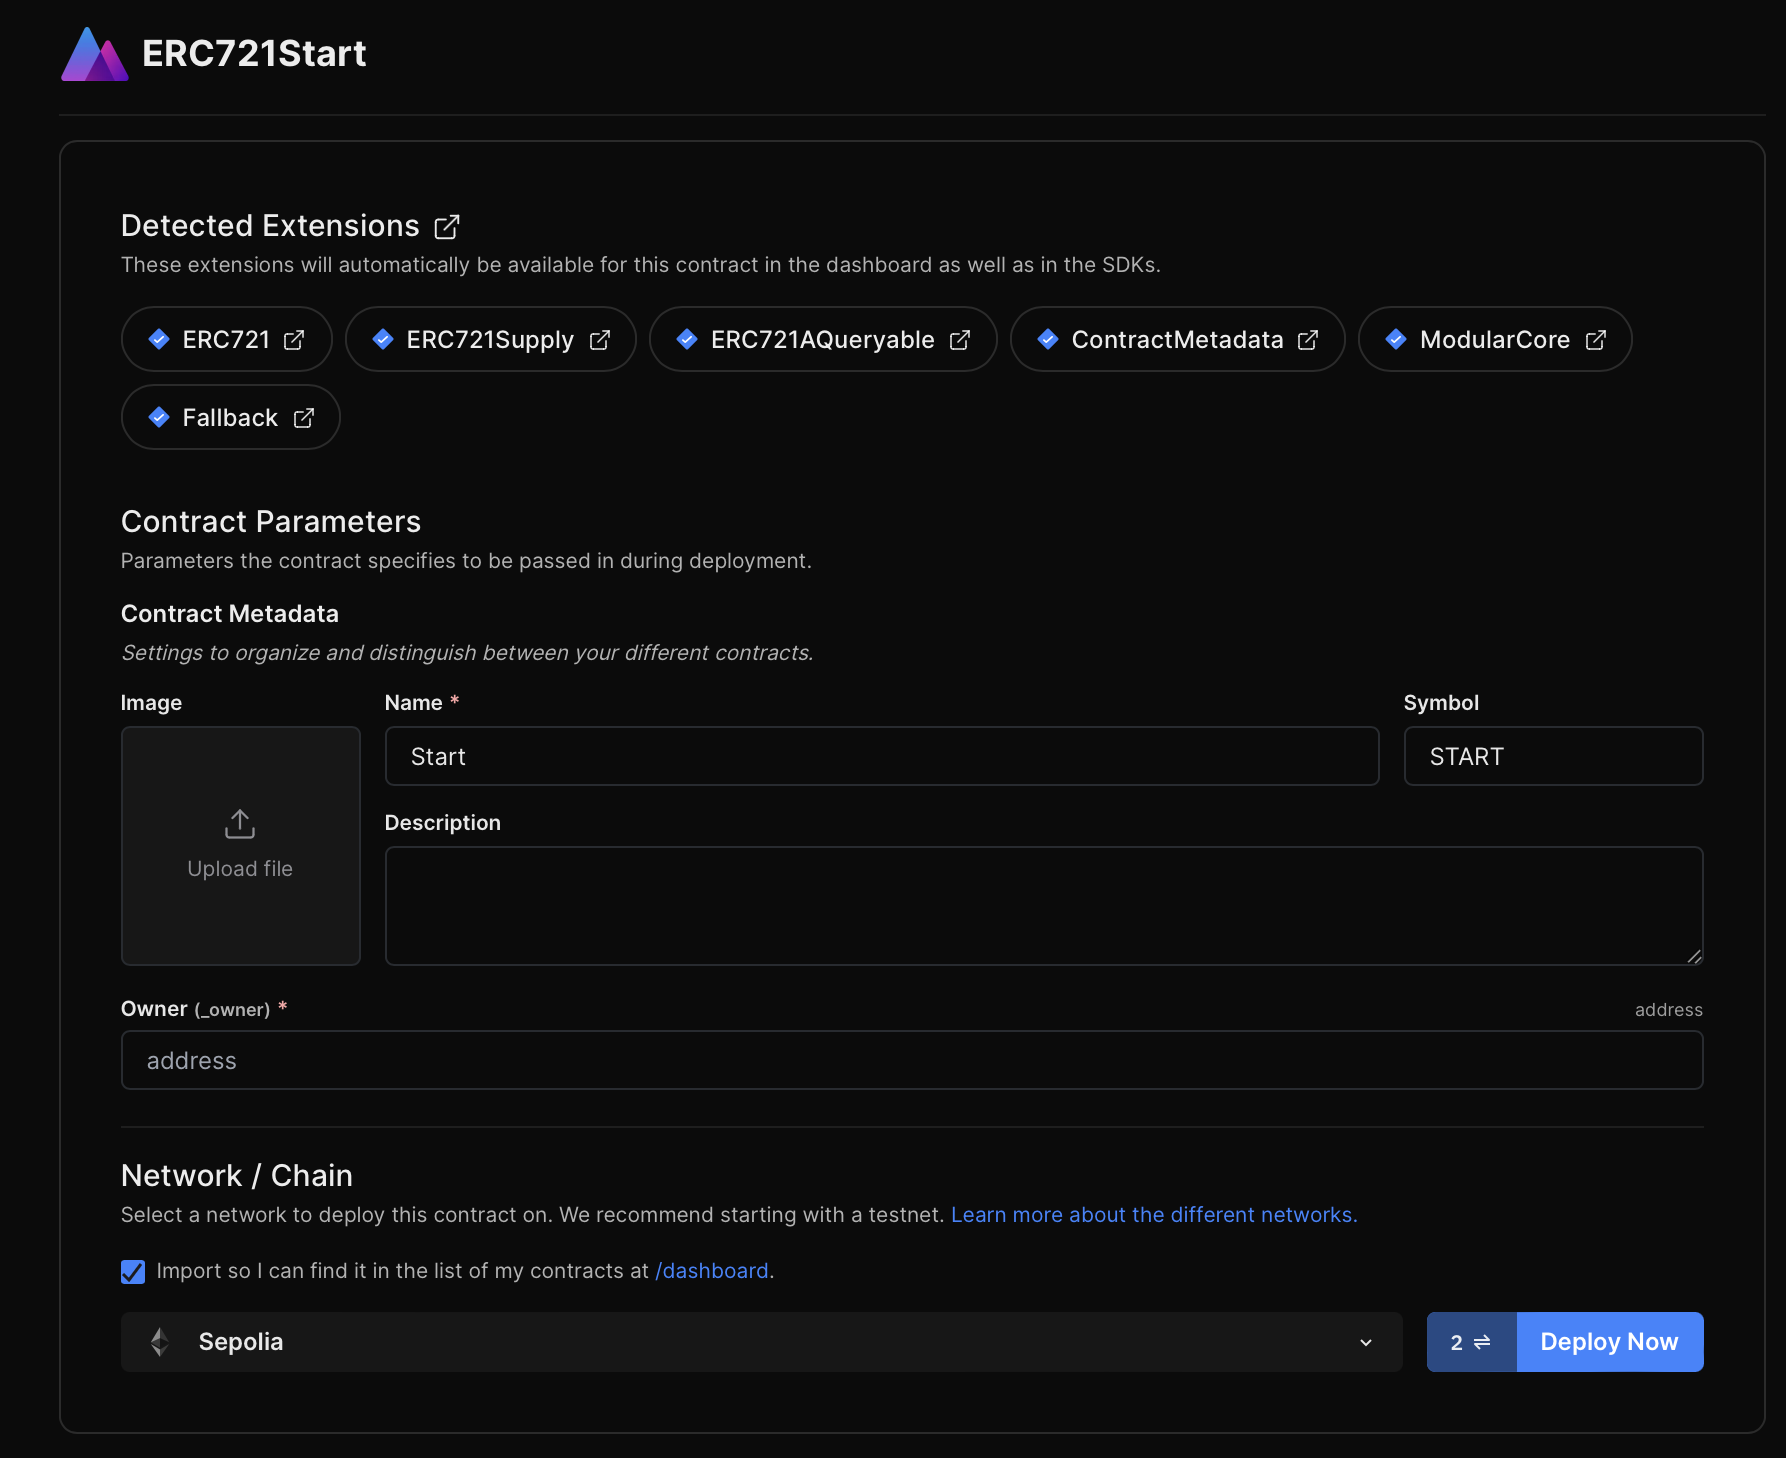 ERC721Start
Detected Extensions
These extensions will automatically be available for this contract in the dashboard as well as in the SDKs.
ERC721 ERC721Supply ERC721AQueryable ContractMetadata ModularCore
Fallback
Contract Parameters
Parameters the contract specifies to be passed in during deployment.
Contract Metadata
Settings to organize and distinguish between your different contracts.
Image Name * Symbol
Start START
Description
Upload file
Owner (_owner) * address
address
Network / Chain
Select a network to deploy this contract on. We recommend starting with a testnet. Learn more about the different networks.
Import so I can find it in the list of my contracts at /dashboard.
Sepolia 2 ⇌ Deploy Now